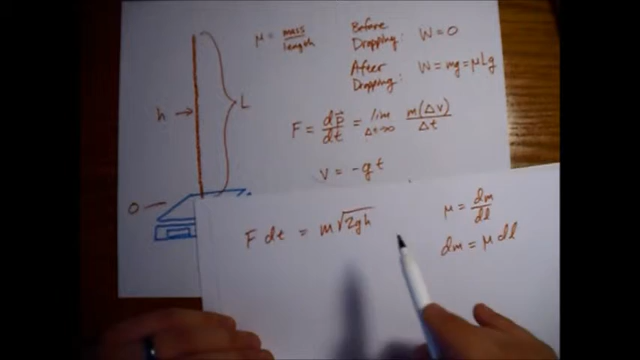 μ = mass/length
Before Dropping: W = 0
After Dropping: W = mg = μLg
h →
L
F = dp⃗/dt = lim Δt→0 m(Δv)/Δt
v = -gt
0 —
F dt = m√2gh
μ = dm/dl
dm = μ dl